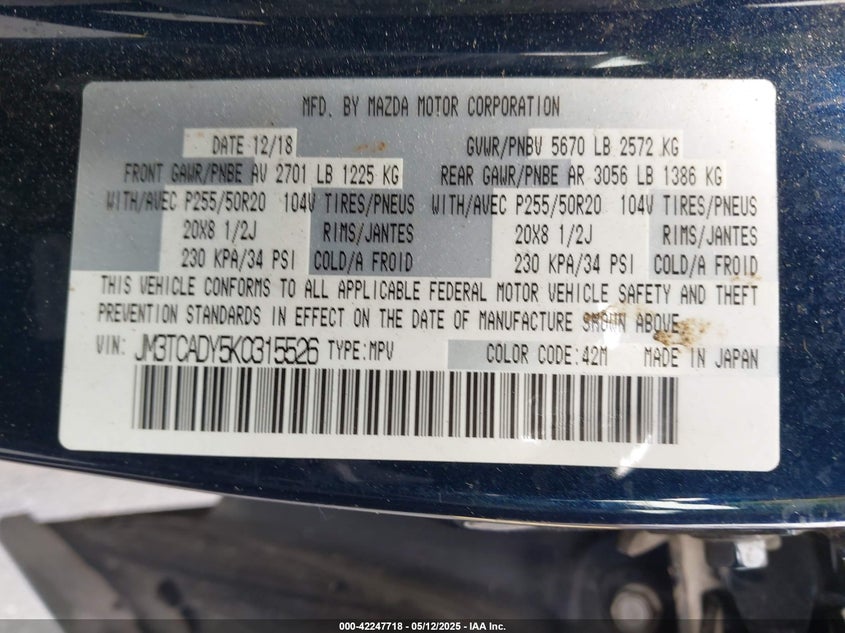 MFD. BY MAZDA MOTOR CORPORATION
DATE 12/18 GVWR/PNBV 5670 LB 2572 KG
FRONT GAWR/PNBE AV 2701 LB 1225 KG REAR GAWR/PNBE AR 3056 LB 1386 KG
WITH/AVEC P255/50R20 104V TIRES/PNEUS WITH/AVEC P255/50R20 104V TIRES/PNEUS
20X8 1/2J RIMS/JANTES 20X8 1/2J RIMS/JANTES
230 KPA/34 PSI COLD/A FROID 230 KPA/34 PSI COLD/A FROID
THIS VEHICLE CONFORMS TO ALL APPLICABLE FEDERAL MOTOR VEHICLE SAFETY AND THEFT
PREVENTION STANDARDS IN EFFECT ON THE DATE OF MANUFACTURE SHOWN ABOVE.
VIN: JM3TCADY5K0315526 TYPE:MPV COLOR CODE:42M MADE IN JAPAN
000-42247718 - 05/12/2025 - IAA Inc.